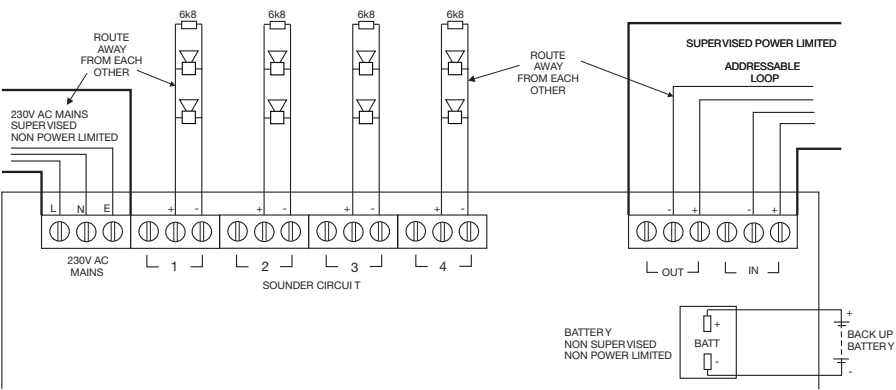 6k8
6k8
6k8
6k8
ROUTE
AWAY
FROM EACH
OTHER
ROUTE
AWAY
FROM EACH
OTHER
SUPERVISED POWER LIMITED
ADDRESSABLE
LOOP
230V AC MAINS
SUPERVISED
NON POWER LIMITED
L N E
+ -
+ -
+ -
+ -
- +
- +
230V AC
MAINS
1
2
3
4
SOUNDER CIRCUIT
OUT
IN
BATTERY
NON SUPERVISED
NON POWER LIMITED
+
BATT
-
+
BACK UP
BATTERY
-